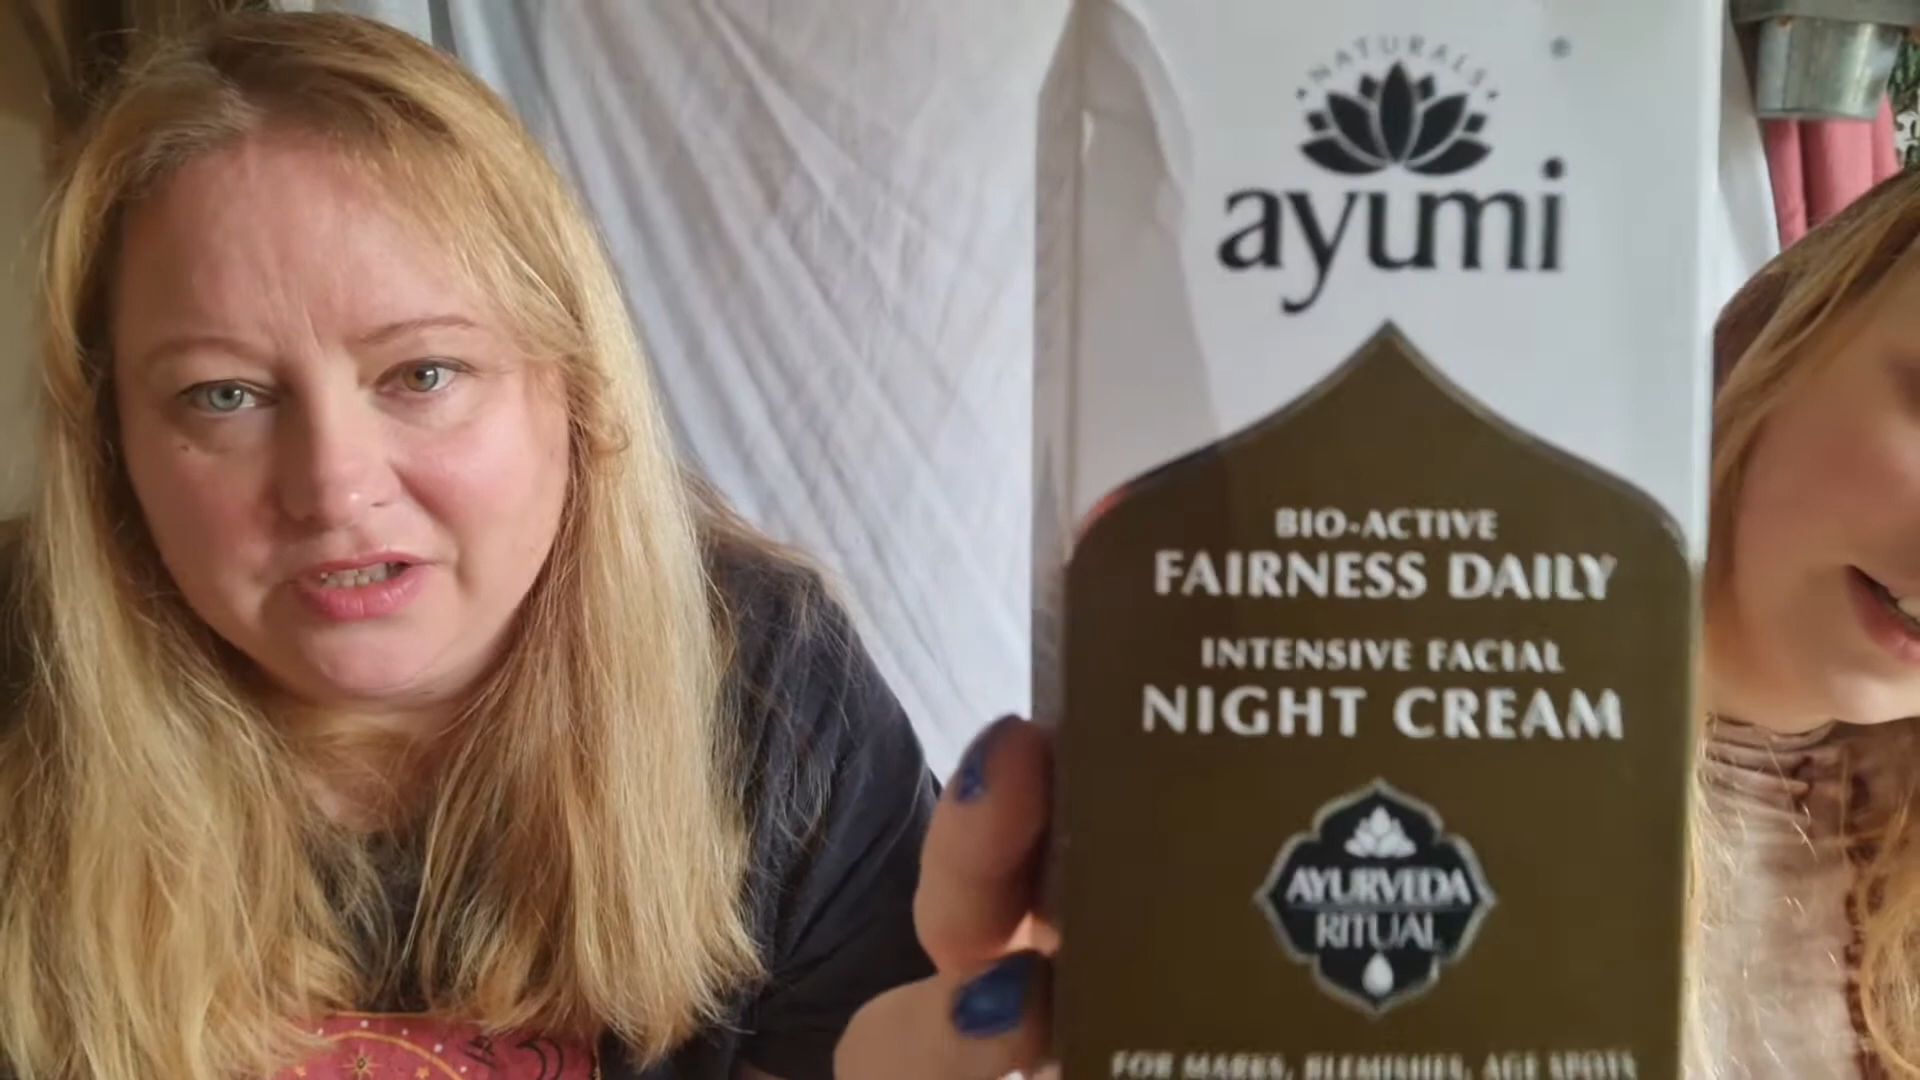 NATURALS
®
ayumi
BIO-ACTIVE
FAIRNESS DAILY
INTENSIVE FACIAL
NIGHT CREAM
AYURVEDA
RITUAL
FOR MARKS, BLEMISHES, AGE SPOTS